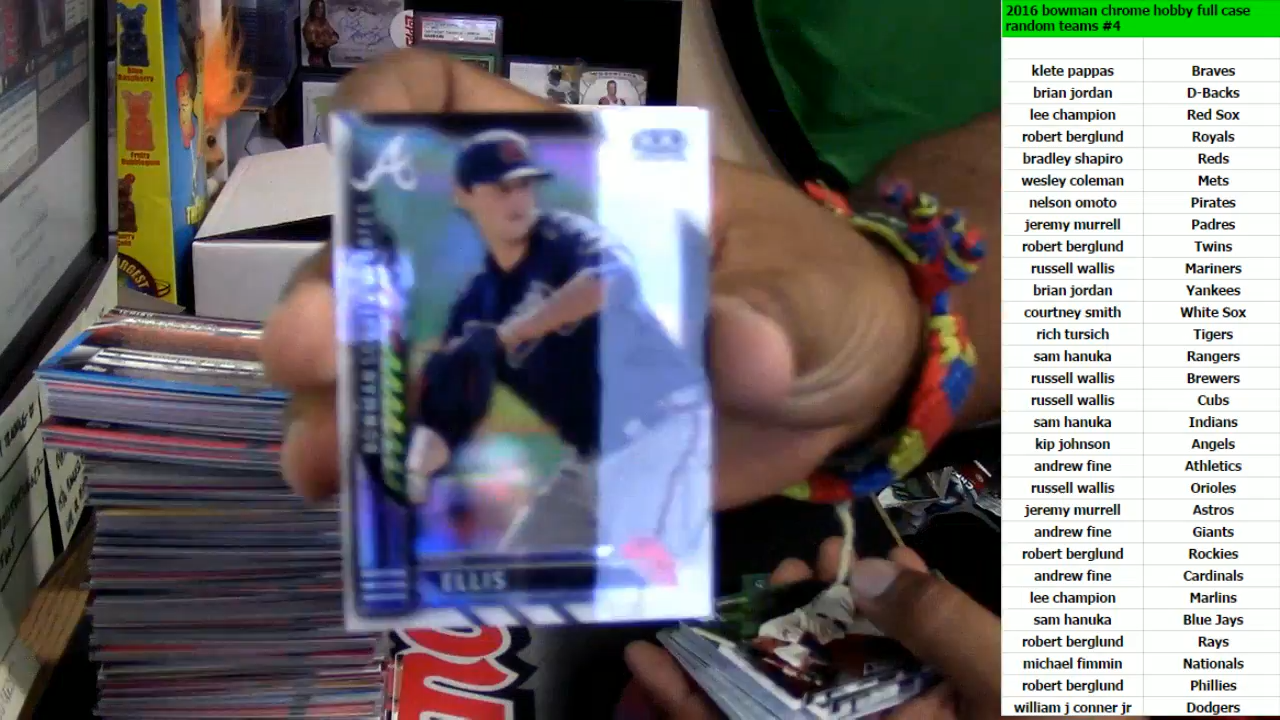 2016 bowman chrome hobby full case
random teams #4
klete pappas Braves
brian jordan D-Backs
lee champion Red Sox
robert berglund Royals
bradley shapiro Reds
wesley coleman Mets
nelson omoto Pirates
jeremy murrell Padres
robert berglund Twins
russell wallis Mariners
brian jordan Yankees
courtney smith White Sox
rich tursich Tigers
sam hanuka Rangers
russell wallis Brewers
russell wallis Cubs
sam hanuka Indians
kip johnson Angels
andrew fine Athletics
russell wallis Orioles
jeremy murrell Astros
andrew fine Giants
robert berglund Rockies
andrew fine Cardinals
lee champion Marlins
sam hanuka Blue Jays
robert berglund Rays
michael fimmin Nationals
robert berglund Phillies
william j conner jr Dodgers
A
BOWMAN
ELLIS